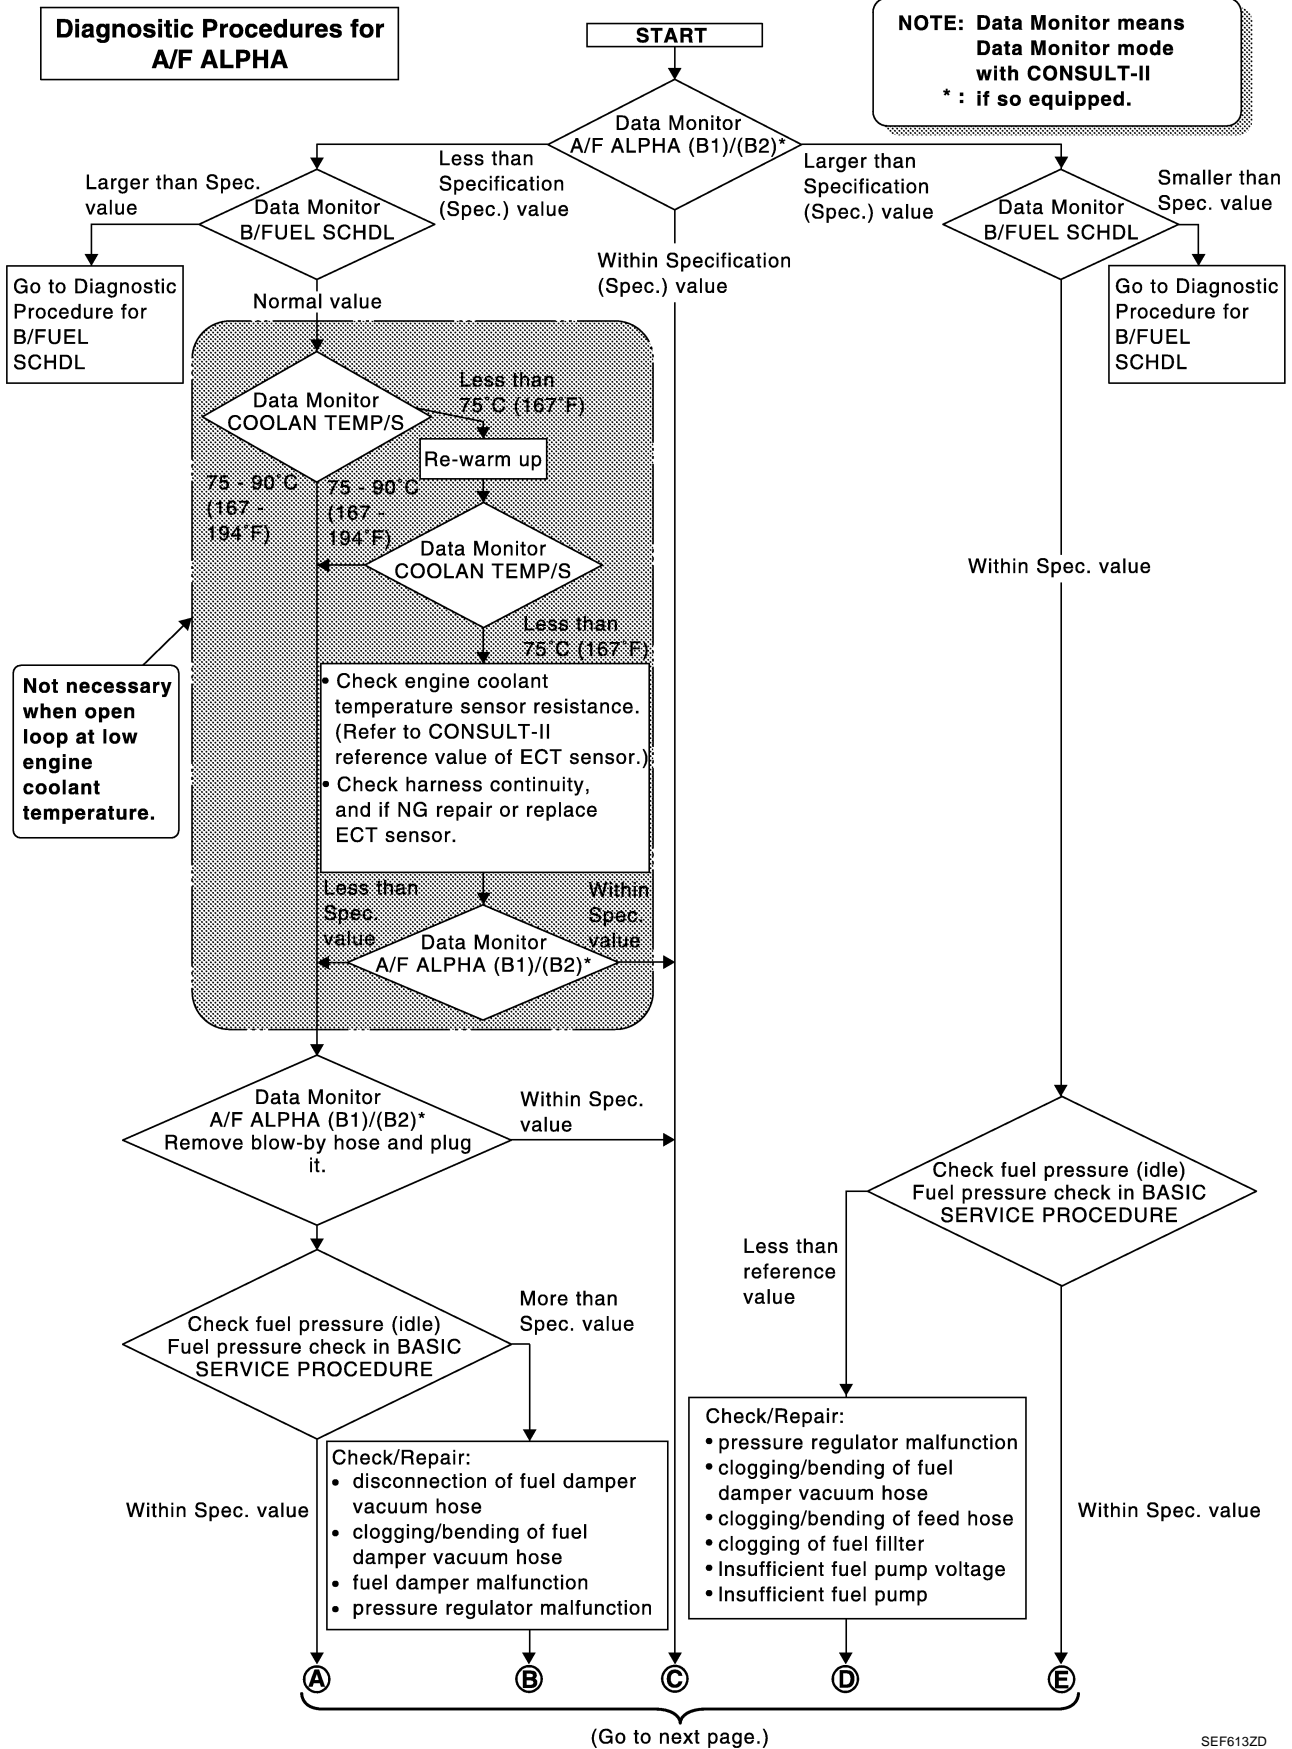 Diagnositic Procedures for
A/F ALPHA
START
NOTE: Data Monitor means
Data Monitor mode
with CONSULT-II
* : if so equipped.
Data Monitor
A/F ALPHA (B1)/(B2)*
Less than
Specification
(Spec.) value
Larger than
Specification
(Spec.) value
Within Specification
(Spec.) value
Larger than Spec.
value
Data Monitor
B/FUEL SCHDL
Go to Diagnostic
Procedure for
B/FUEL
SCHDL
Normal value
Data Monitor
B/FUEL SCHDL
Smaller than
Spec. value
Go to Diagnostic
Procedure for
B/FUEL
SCHDL
Data Monitor
COOLAN TEMP/S
Less than
75˚C (167˚F)
Re-warm up
75 - 90˚C
(167 -
194˚F)
75 - 90˚C
(167 -
194˚F)
Data Monitor
COOLAN TEMP/S
Less than
75˚C (167˚F)
Within Spec. value
Not necessary
when open
loop at low
engine
coolant
temperature.
• Check engine coolant
temperature sensor resistance.
(Refer to CONSULT-II
reference value of ECT sensor.)
• Check harness continuity,
and if NG repair or replace
ECT sensor.
Less than
Spec.
value
Within
Spec.
value
Data Monitor
A/F ALPHA (B1)/(B2)*
Data Monitor
A/F ALPHA (B1)/(B2)*
Remove blow-by hose and plug
it.
Within Spec.
value
Check fuel pressure (idle)
Fuel pressure check in BASIC
SERVICE PROCEDURE
Less than
reference
value
Check fuel pressure (idle)
Fuel pressure check in BASIC
SERVICE PROCEDURE
More than
Spec. value
Within Spec. value
Check/Repair:
• disconnection of fuel damper
vacuum hose
• clogging/bending of fuel
damper vacuum hose
• fuel damper malfunction
• pressure regulator malfunction
Check/Repair:
• pressure regulator malfunction
• clogging/bending of fuel
damper vacuum hose
• clogging/bending of feed hose
• clogging of fuel fillter
• Insufficient fuel pump voltage
• Insufficient fuel pump
Within Spec. value
A
B
C
D
E
(Go to next page.)
SEF613ZD